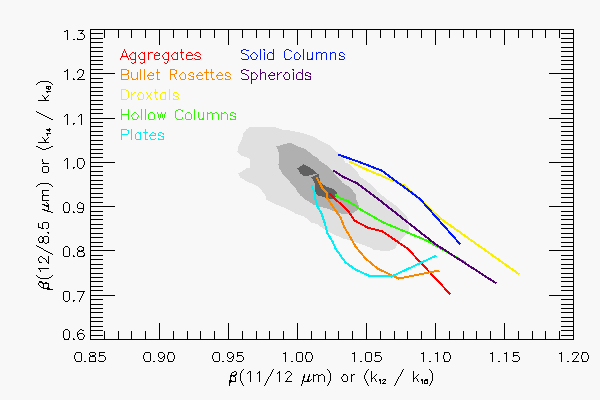 1.3
Aggregates Solid Columns
1.2
Bullet Rosettes Spheroids
Droxtals
1.1
Hollow Columns
Plates
1.0
0.9
0.8
0.7
0.6
β(12/8.5 μm) or (k₁₄ / k₁₆)
0.85 0.90 0.95 1.00 1.05 1.10 1.15 1.20
β(11/12 μm) or (k₁₂ / k₁₆)